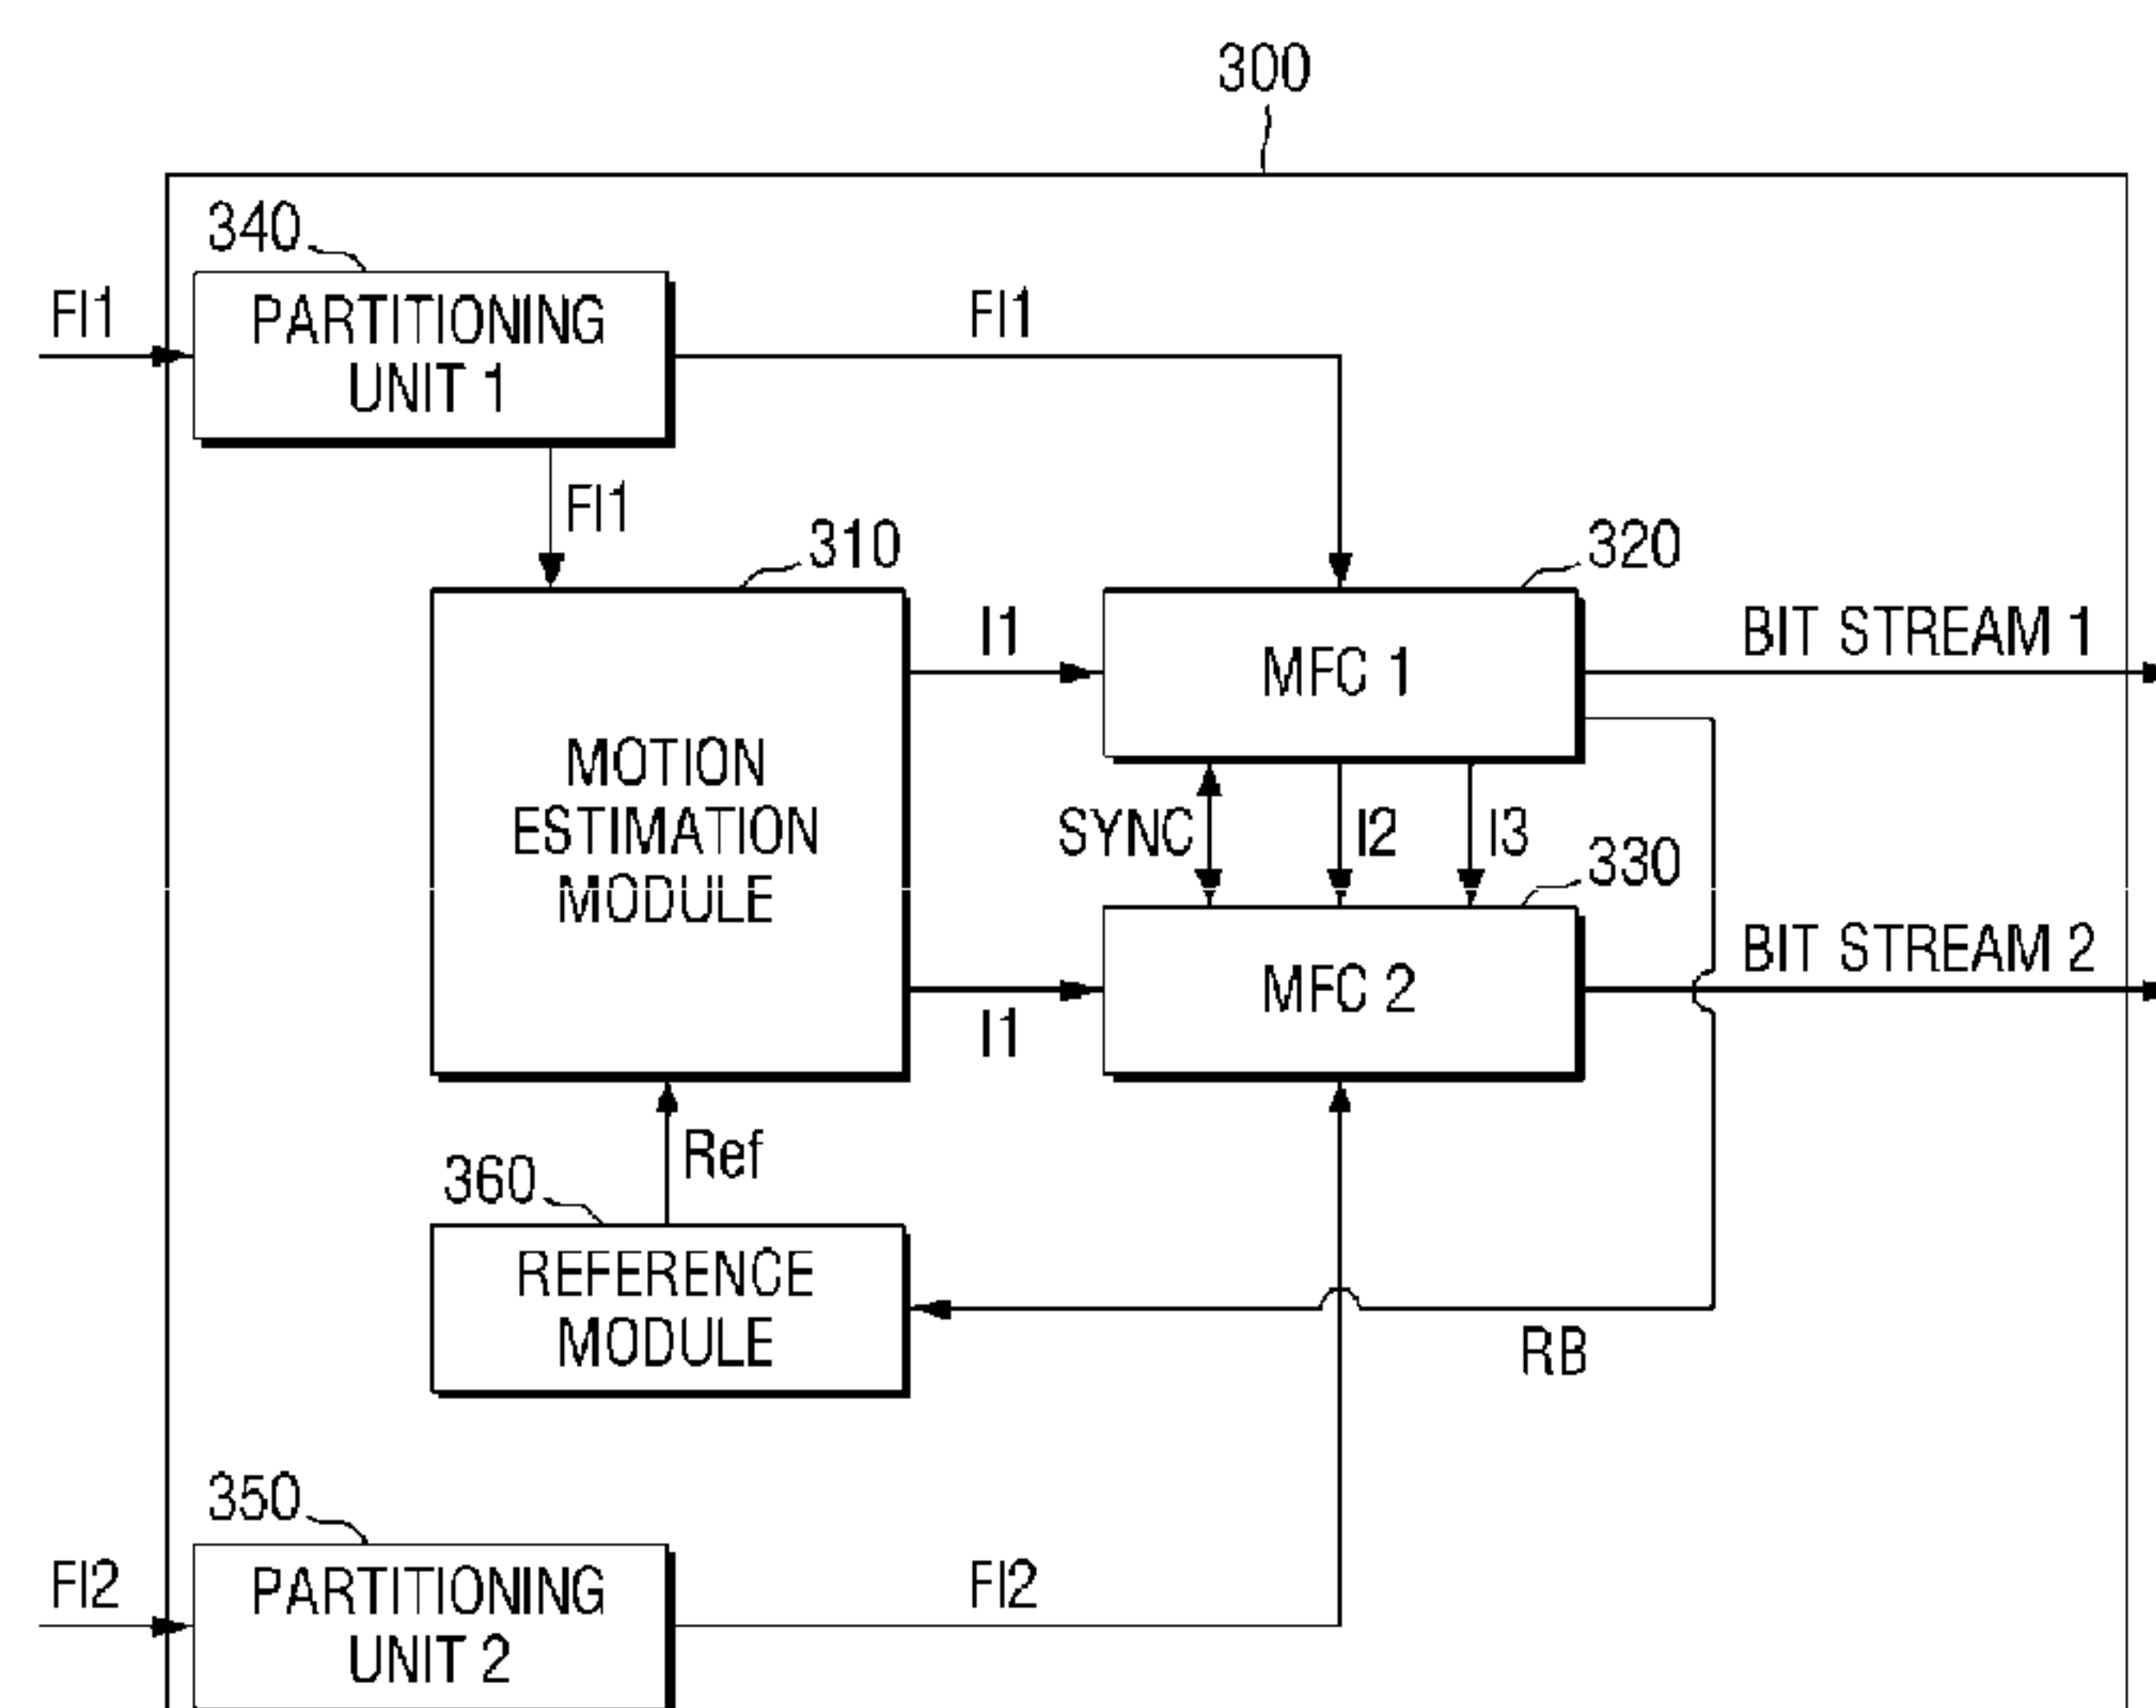 300
340
FI1
PARTITIONING
UNIT 1
FI1
FI1
310
320
I1
MFC 1
BIT STREAM 1
MOTION
ESTIMATION
MODULE
SYNC
I2
I3
330
I1
MFC 2
BIT STREAM 2
Ref
360
REFERENCE
MODULE
RB
350
FI2
PARTITIONING
UNIT 2
FI2